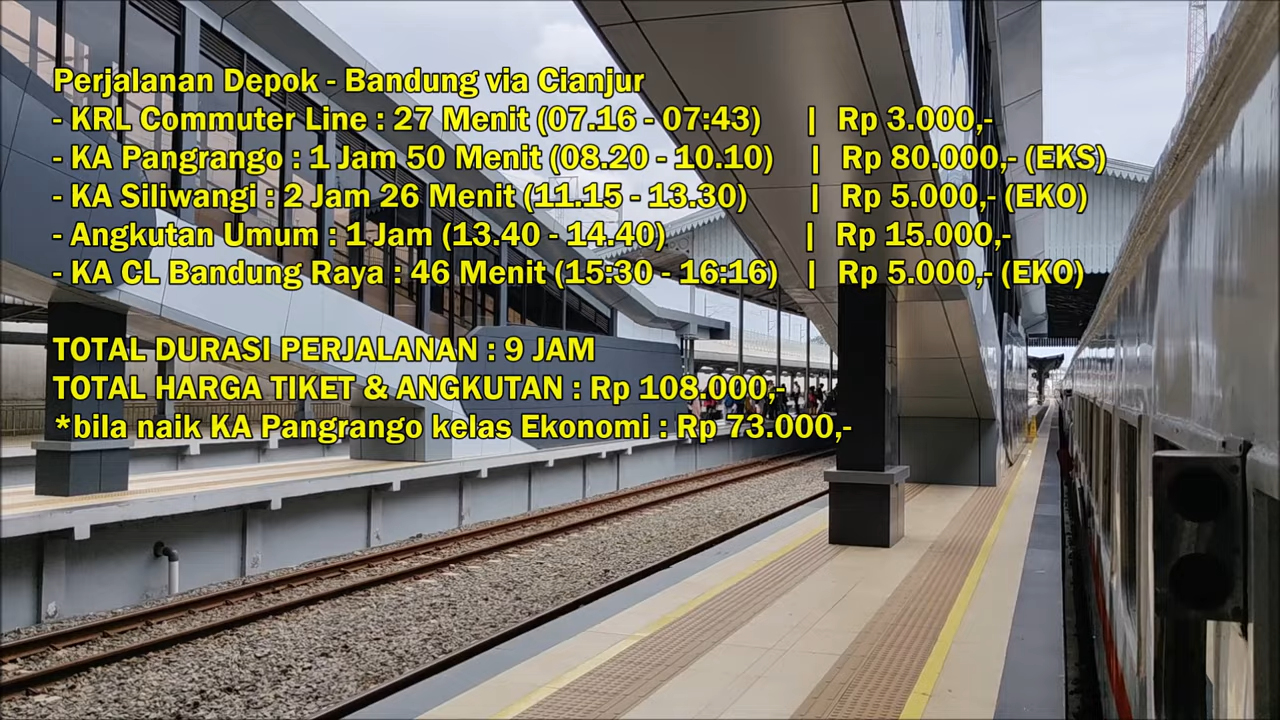 Perjalanan Depok - Bandung via Cianjur
- KRL Commuter Line : 27 Menit (07.16 - 07:43) | Rp 3.000,-
- KA Pangrango : 1 Jam 50 Menit (08.20 - 10.10) | Rp 80.000,- (EKS)
- KA Siliwangi : 2 Jam 26 Menit (11.15 - 13.30) | Rp 5.000,- (EKO)
- Angkutan Umum : 1 Jam (13.40 - 14.40) | Rp 15.000,-
- KA CL Bandung Raya : 46 Menit (15:30 - 16:16) | Rp 5.000,- (EKO)
TOTAL DURASI PERJALANAN : 9 JAM
TOTAL HARGA TIKET & ANGKUTAN : Rp 108.000,-
*bila naik KA Pangrango kelas Ekonomi : Rp 73.000,-